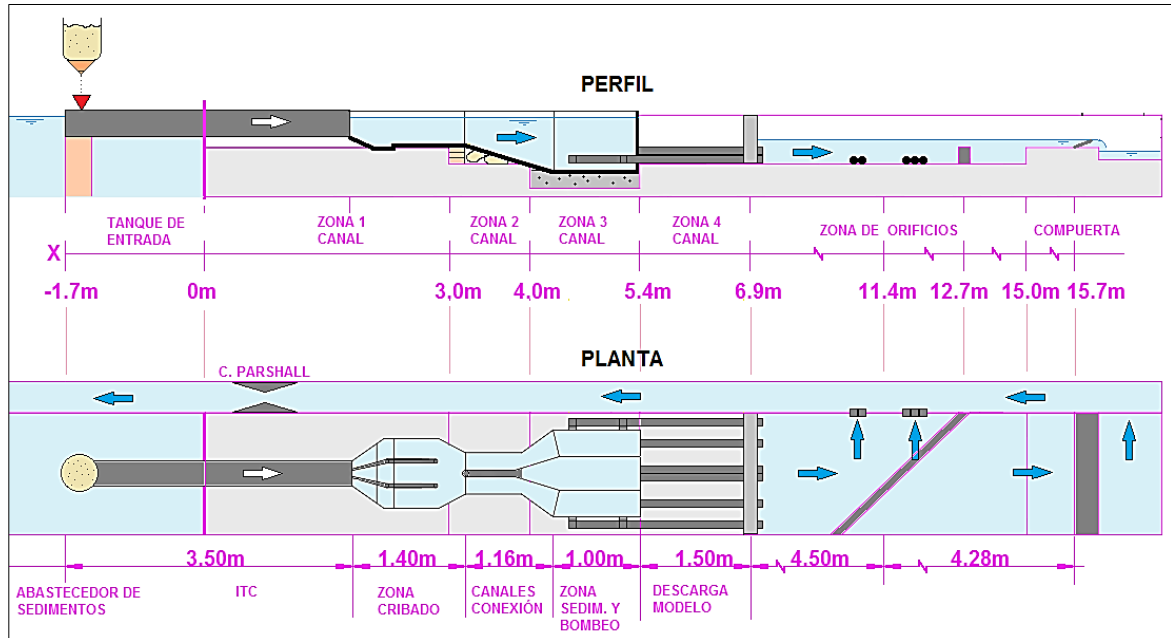 PERFIL
TANQUE DE
ENTRADA
ZONA 1
CANAL
ZONA 2
CANAL
ZONA 3
CANAL
ZONA 4
CANAL
ZONA DE ORIFICIOS
COMPUERTA
X
-1.7m 0m 3,0m 4,0m 5.4m 6.9m 11.4m 12.7m 15.0m 15.7m
PLANTA
C. PARSHALL
3.50m 1.40m 1.16m 1.00m 1.50m 4.50m 4.28m
ABASTECEDOR DE
SEDIMENTOS
ITC
ZONA
CRIBADO
CANALES
CONEXIÓN
ZONA
SEDIM. Y
BOMBEO
DESCARGA
MODELO